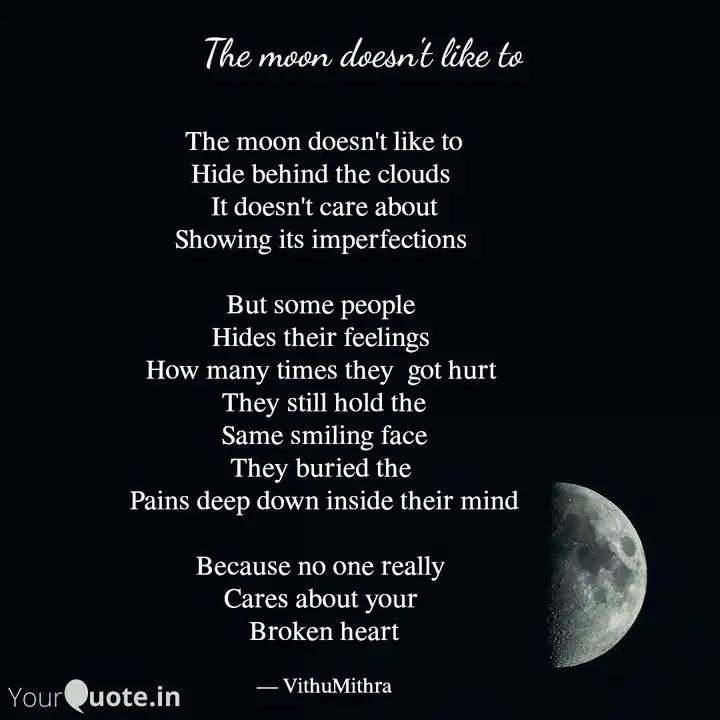 The moon doesn't like to
The moon doesn't like to
Hide behind the clouds
It doesn't care about
Showing its imperfections
But some people
Hides their feelings
How many times they  got hurt
They still hold the
Same smiling face
They buried the
Pains deep down inside their mind
Because no one really
Cares about your
Broken heart
— VithuMithra
YourQuote.in